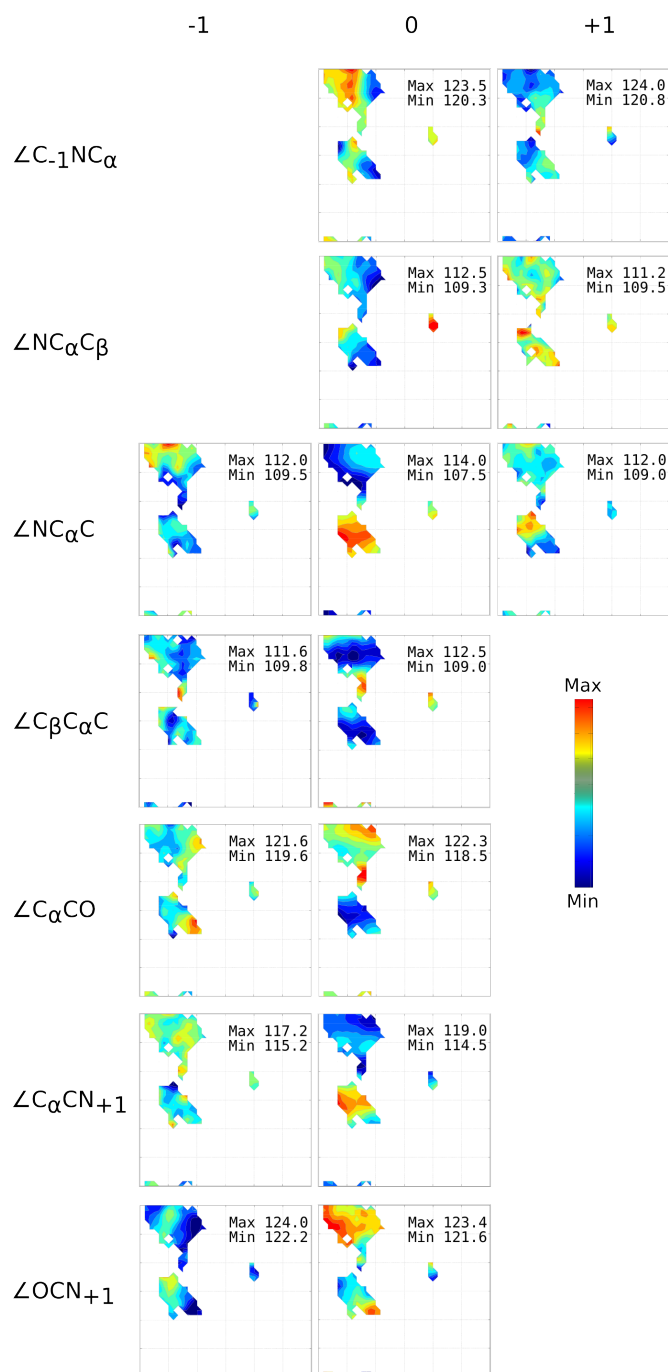 -1 0 +1
∠C-1NCα
Max 123.5
Min 120.3
Max 124.0
Min 120.8
∠NCαCβ
Max 112.5
Min 109.3
Max 111.2
Min 109.5
∠NCαC
Max 112.0
Min 109.5
Max 114.0
Min 107.5
Max 112.0
Min 109.0
∠CβCαC
Max 111.6
Min 109.8
Max 112.5
Min 109.0
Max
Min
∠CαCO
Max 121.6
Min 119.6
Max 122.3
Min 118.5
∠CαCN+1
Max 117.2
Min 115.2
Max 119.0
Min 114.5
∠OCN+1
Max 124.0
Min 122.2
Max 123.4
Min 121.6